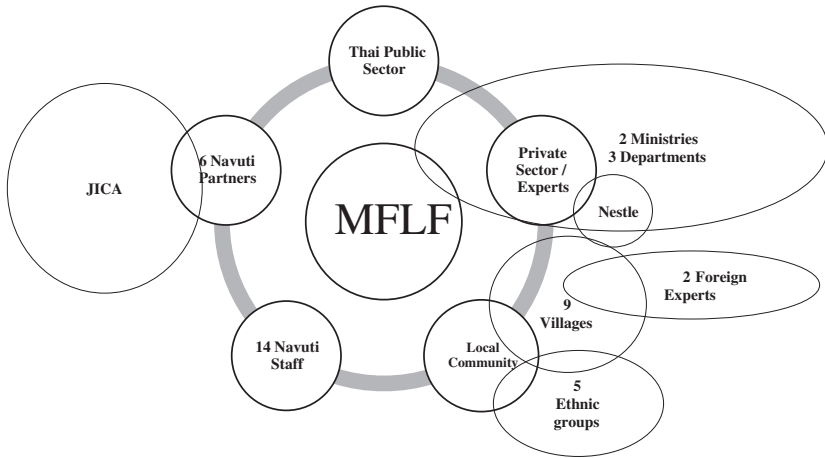 Thai Public
Sector
2 Ministries
3 Departments
Private
Sector /
Experts
6 Navuti
Partners
JICA
MFLF
Nestle
2 Foreign
Experts
9
Villages
14 Navuti
Staff
Local
Community
5
Ethnic
groups